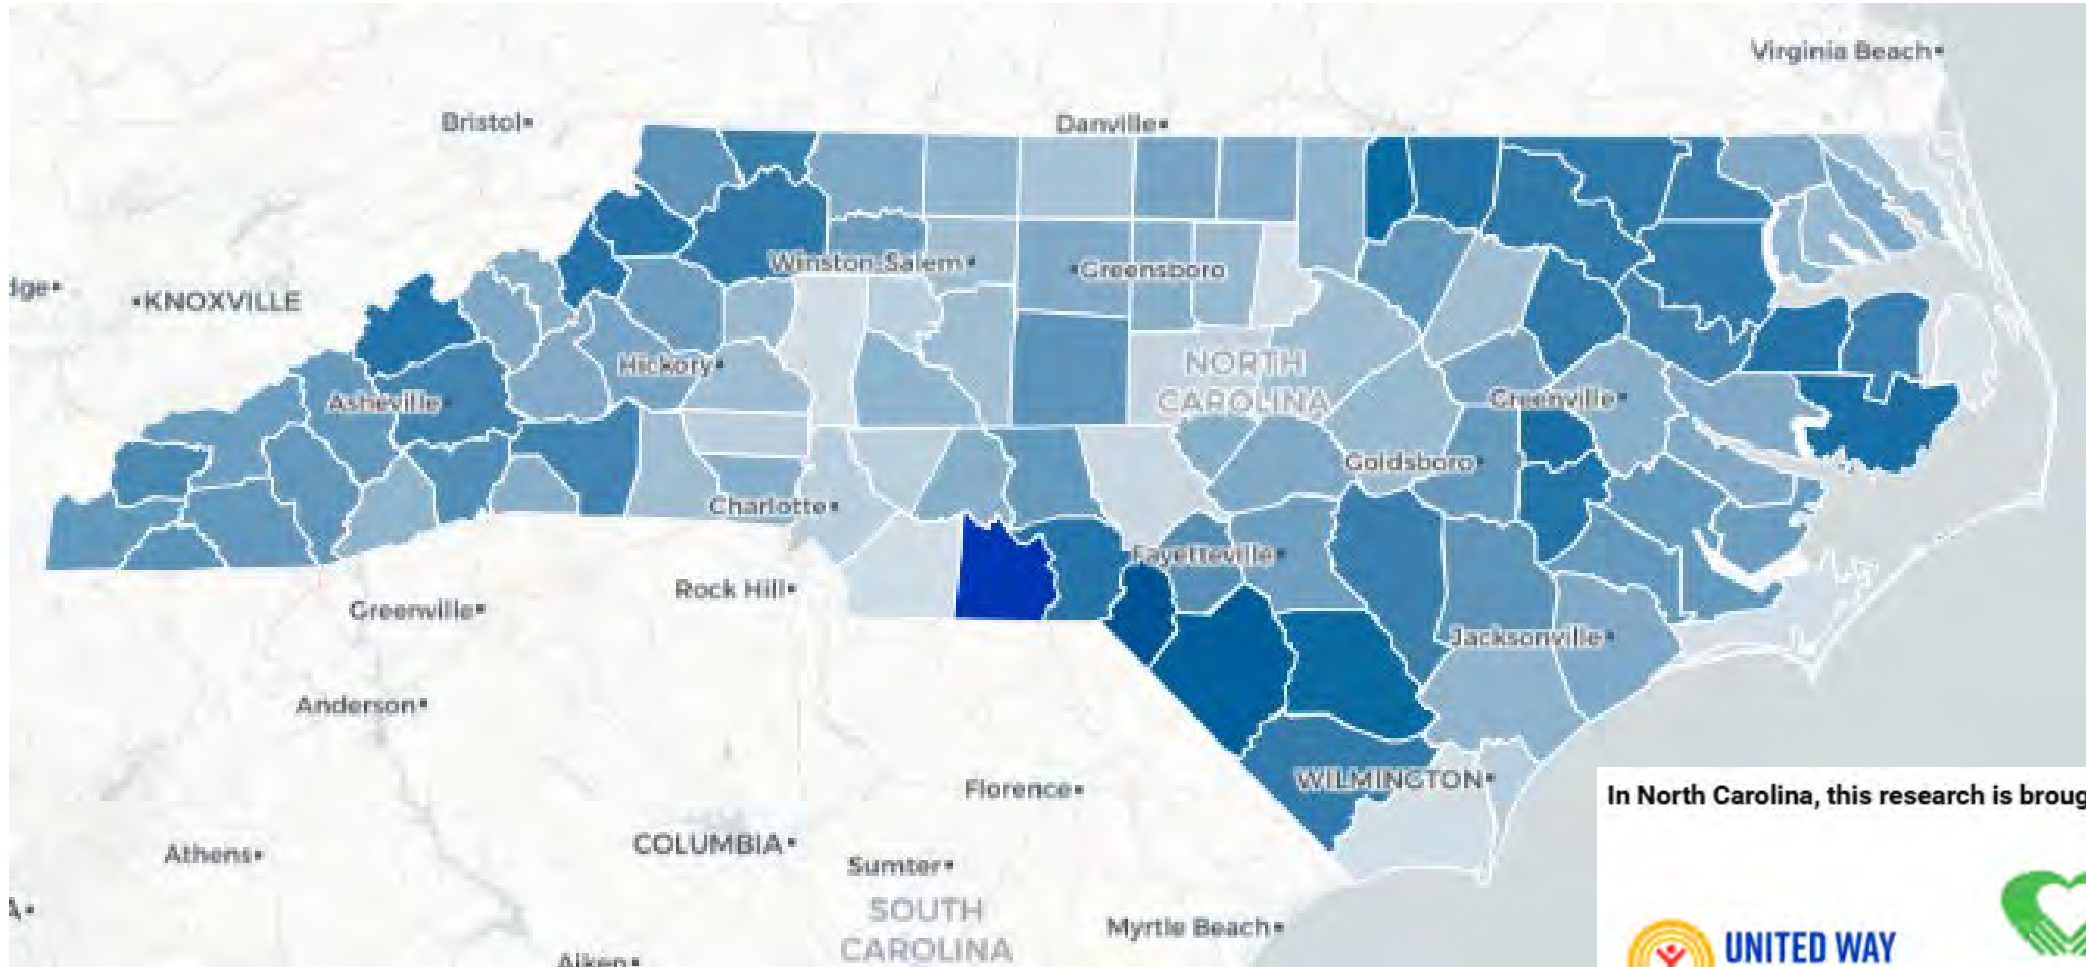 Virginia Beach
Bristol
Danville
Winston-Salem
Greensboro
dge
KNOXVILLE
Hickory
NORTH
CAROLINA
Asheville
Greenville
Goldsboro
Charlotte
Fayetteville
Rock Hill
Greenville
Jacksonville
Anderson
WILMINGTON
Florence
In North Carolina, this research is broug
COLUMBIA
Athens
Sumter
A
SOUTH
CAROLINA
Myrtle Beach
UNITED WAY
Aiken